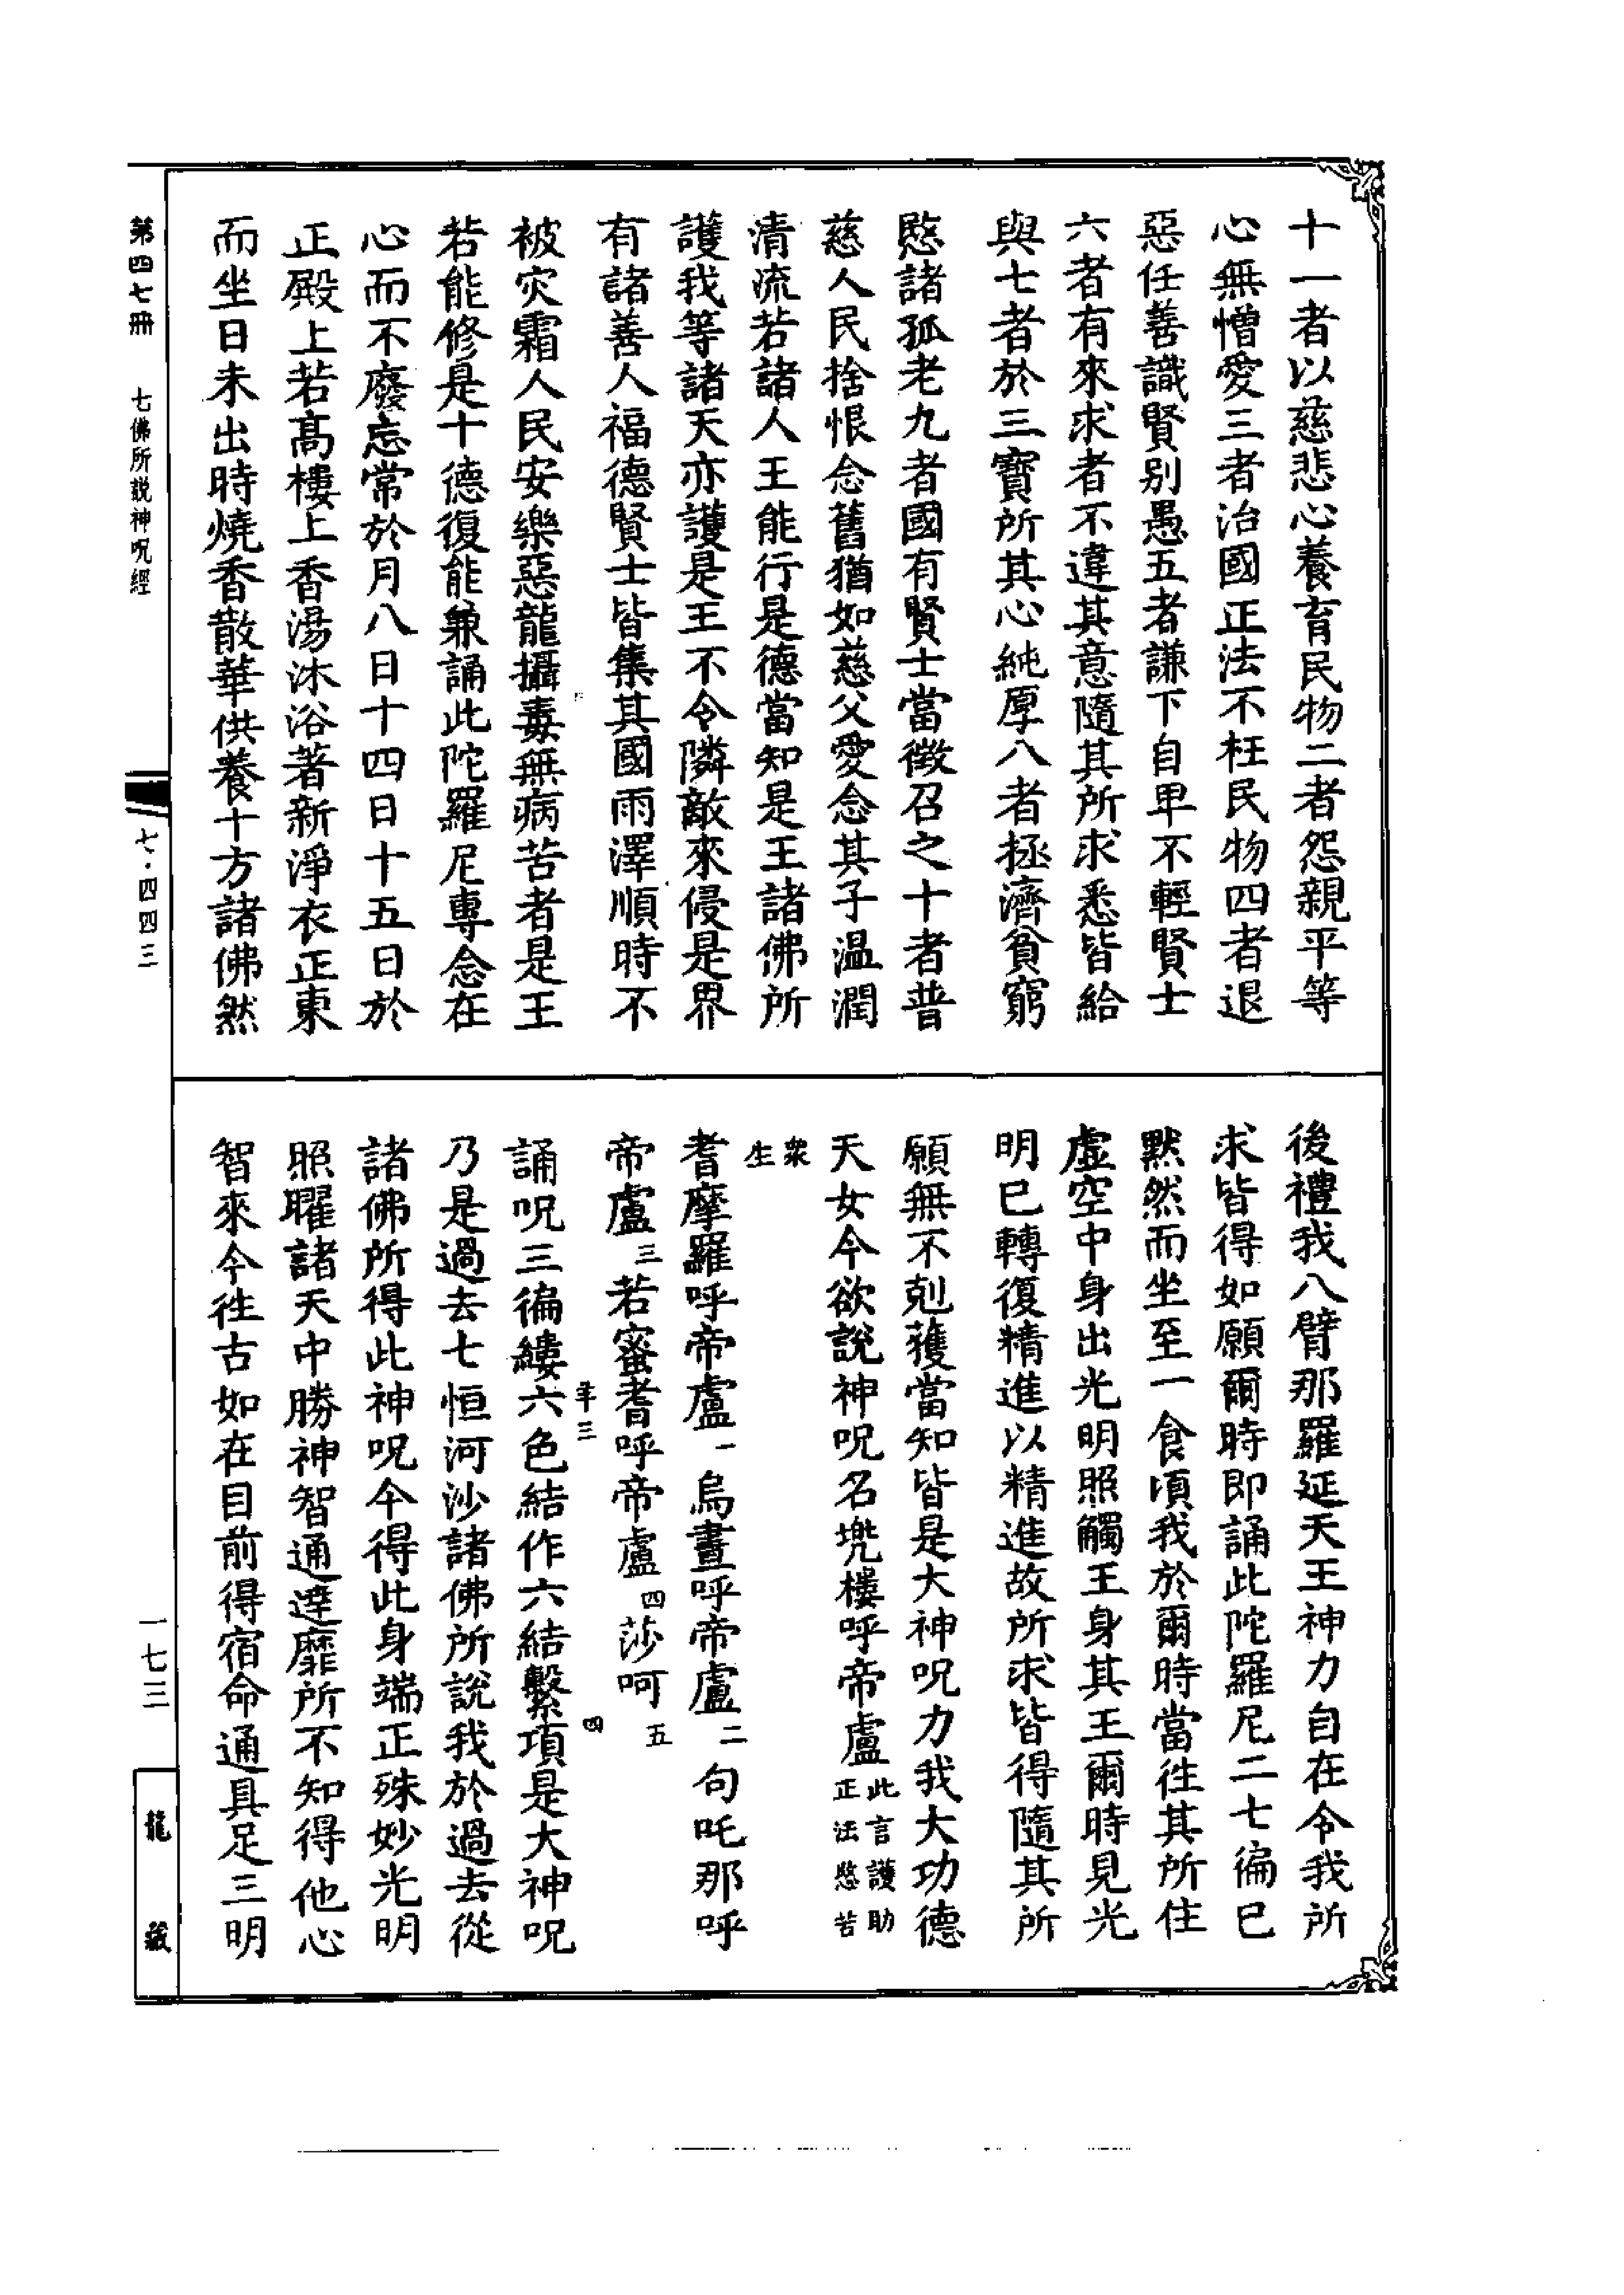 十一者以慈悲心養育民物二者怨親平等
心無憎愛三者治國正法不枉民物四者退
惡任善識賢別愚五者謙下自卑不輕賢士
六者有來求者不違其意隨其所求悉皆給
與七者於三寶所其心純厚八者拯濟貧窮
愍諸孤老九者國有賢士當徵召之十者普
慈人民捨恨念舊猶如慈父愛念其子温潤
清流若諸人王能行是德當知是王諸佛所
護我等諸天亦護是王不令隣敵來侵是界
有諸善人福德賢士皆集其國雨澤順時不
被灾霜人民安樂惡龍攝毒無病苦者是王
若能修是十德復能兼誦此陀羅尼專念在
心而不廢忘常於月八日十四日十五日於
正殿上若高樓上香湯沐浴著新淨衣正東
而坐日未出時燒香散華供養十方諸佛然
後禮我八臂那羅延天王神力自在令我所
求皆得如願爾時即誦此陀羅尼二七徧已
默然而坐至一食頃我於爾時當徃其所住
虛空中身出光明照觸王身其王爾時見光
明已轉復精進以精進故所求皆得隨其所
願無不剋獲當知皆是大神呪力我大功德
天女今欲說神呪名㙋樓呼帝盧此言護助正法愍苦
衆生
耆摩羅呼帝盧一烏晝呼帝盧二句吒那呼
帝盧三若蜜耆呼帝盧四莎呵五
誦呪三徧縷六色結作六結繫項是大神呪
羊三
四
乃是過去七恒河沙諸佛所說我於過去從
諸佛所得此神呪今得此身端正殊妙光明
照曜諸天中勝神智通達靡所不知得他心
智來今徃古如在目前得宿命通具足三明
第四七冊
七佛所説神呪經
七·四四三
一七三
龍藏